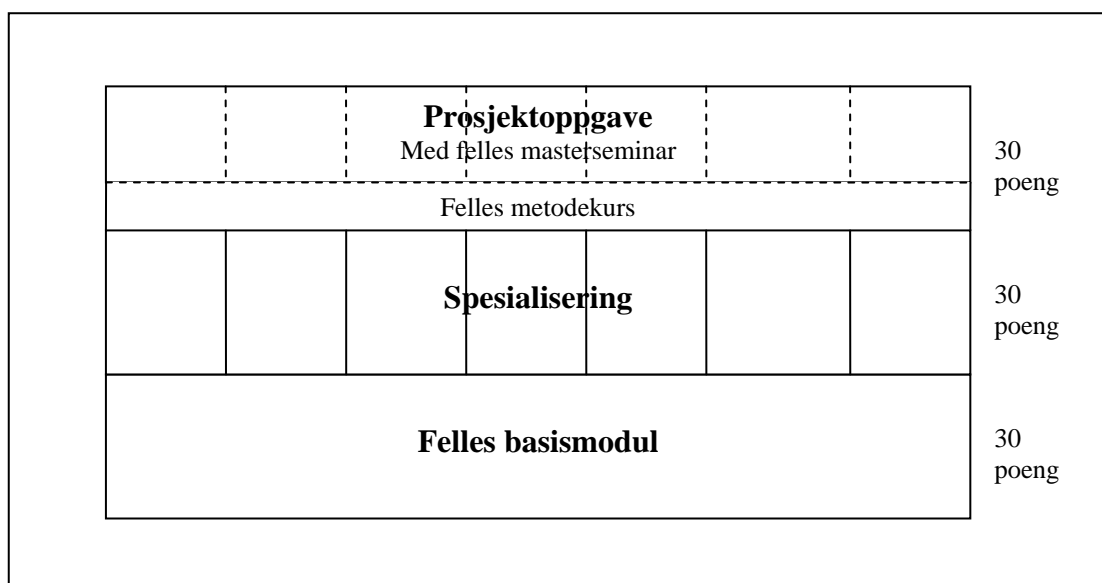 Prosjektoppgave
Med felles masterseminar
30
poeng
Felles metodekurs
Spesialisering
30
poeng
Felles basismodul
30
poeng